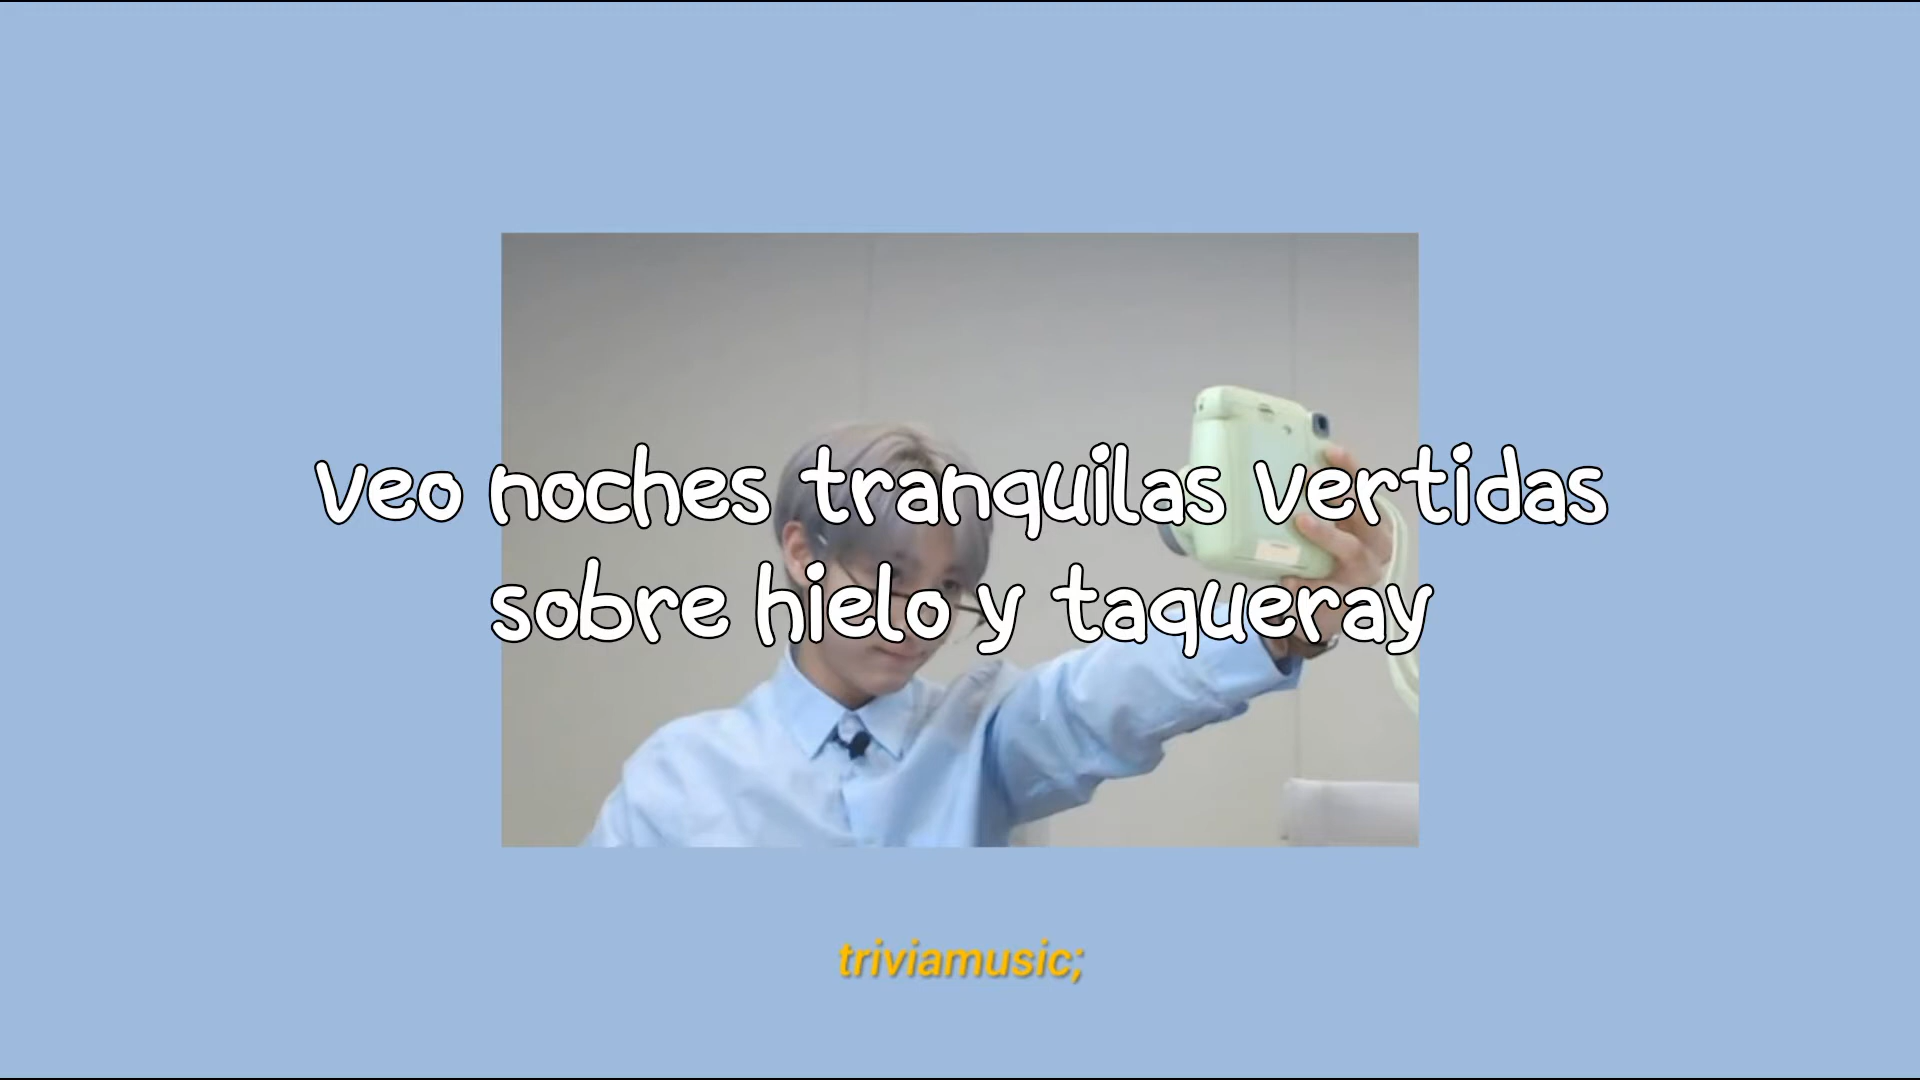 veo noches tranquilas vertidas
sobre hielo y taqueray
triviamusic;